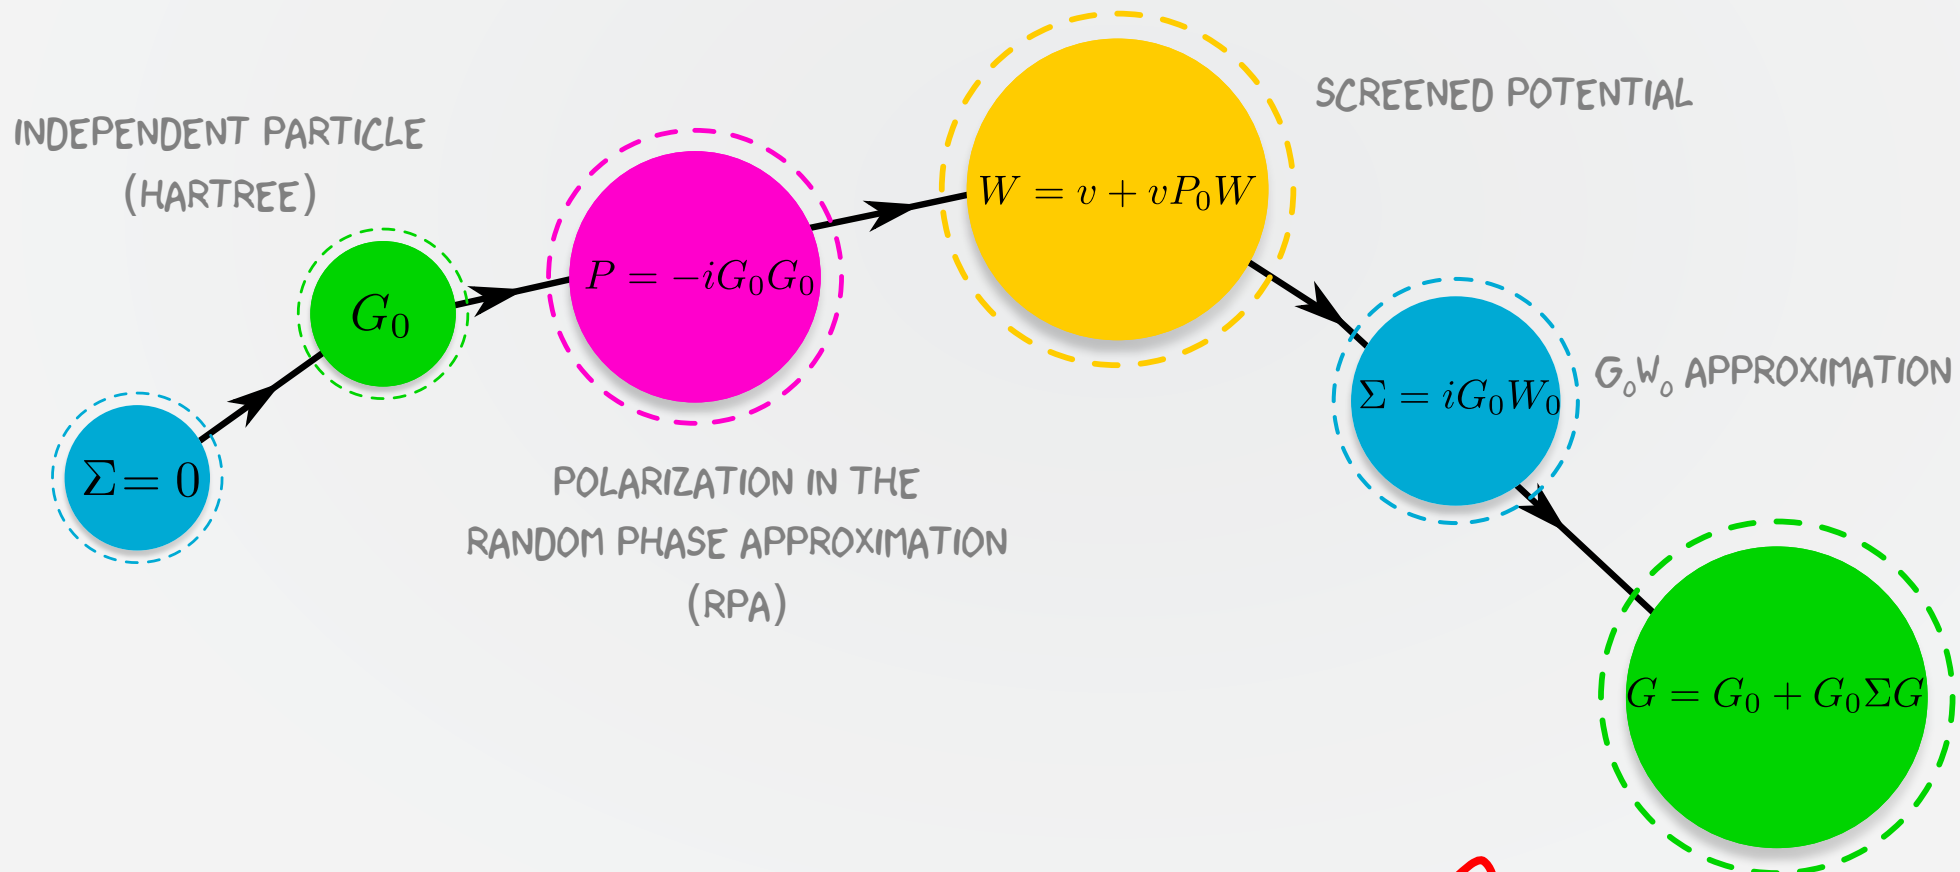 INDEPENDENT PARTICLE
(HARTREE)
SCREENED POTENTIAL
W = v + vP₀W
P = −iG₀G₀
G₀
Σ = 0
POLARIZATION IN THE
RANDOM PHASE APPROXIMATION
(RPA)
Σ = iG₀W₀
G₀W₀ APPROXIMATION
G = G₀ + G₀ΣG